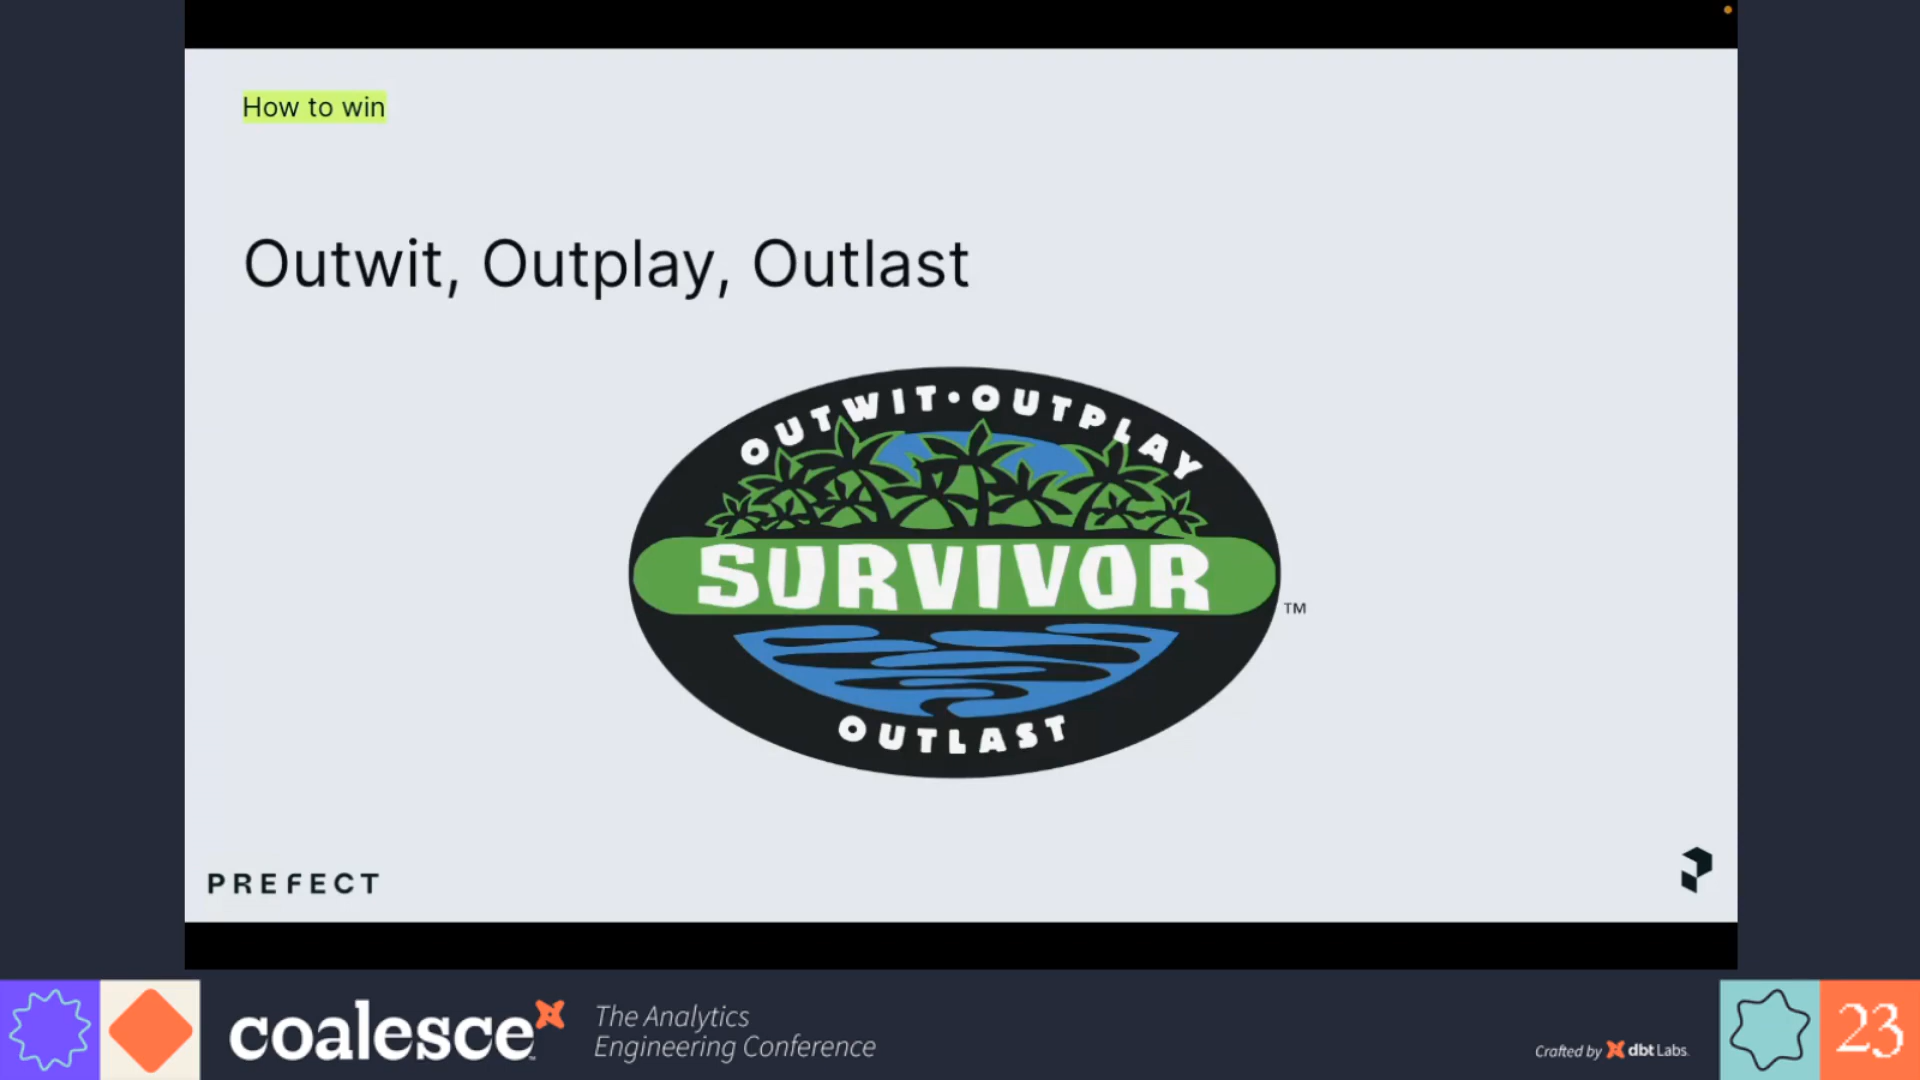 How to win
Outwit, Outplay, Outlast
OUTWIT • OUTPLAY
SURVIVOR
TM
OUTLAST
PREFECT
coalesce
The Analytics
Engineering Conference
Crafted by dbt Labs
23